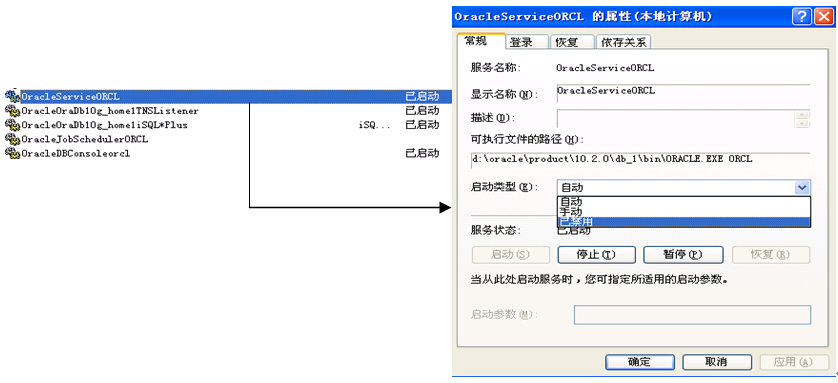 OracleServiceORCL 已启动
OracleOraDb10g_home1TNSListener 已启动
OracleOraDb10g_home1iSQL*Plus iSQ... 已启动
OracleJobSchedulerORCL
OracleDBConsoleorcl 已启动
OracleServiceORCL 的属性(本地计算机)
常规 登录 恢复 依存关系
服务名称: OracleServiceORCL
显示名称(N): OracleServiceORCL
描述(D):
可执行文件的路径(H):
d:\oracle\product\10.2.0\db_1\bin\ORACLE.EXE ORCL
启动类型(E): 自动
自动
手动
已禁用
服务状态: 已启动
启动(S) 停止(T) 暂停(P) 恢复(R)
当从此处启动服务时，您可指定所适用的启动参数。
启动参数(M):
确定 取消 应用(A)